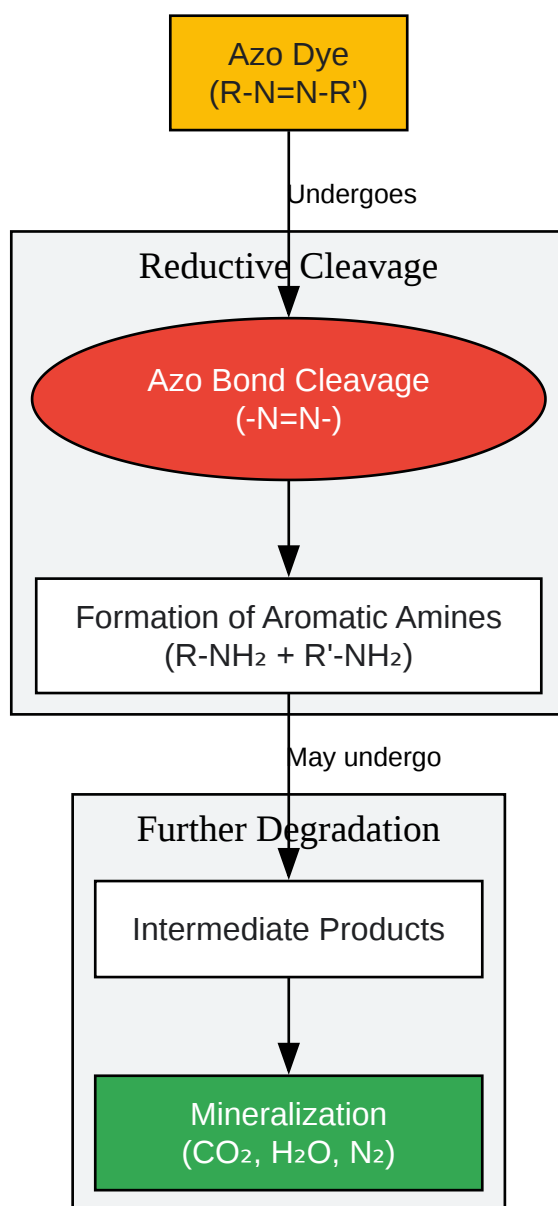 Azo Dye
(R-N=N-R')
Undergoes
Reductive Cleavage
Azo Bond Cleavage
(-N=N-)
Formation of Aromatic Amines
(R-NH₂ + R'-NH₂)
May undergo
Further Degradation
Intermediate Products
Mineralization
(CO₂, H₂O, N₂)